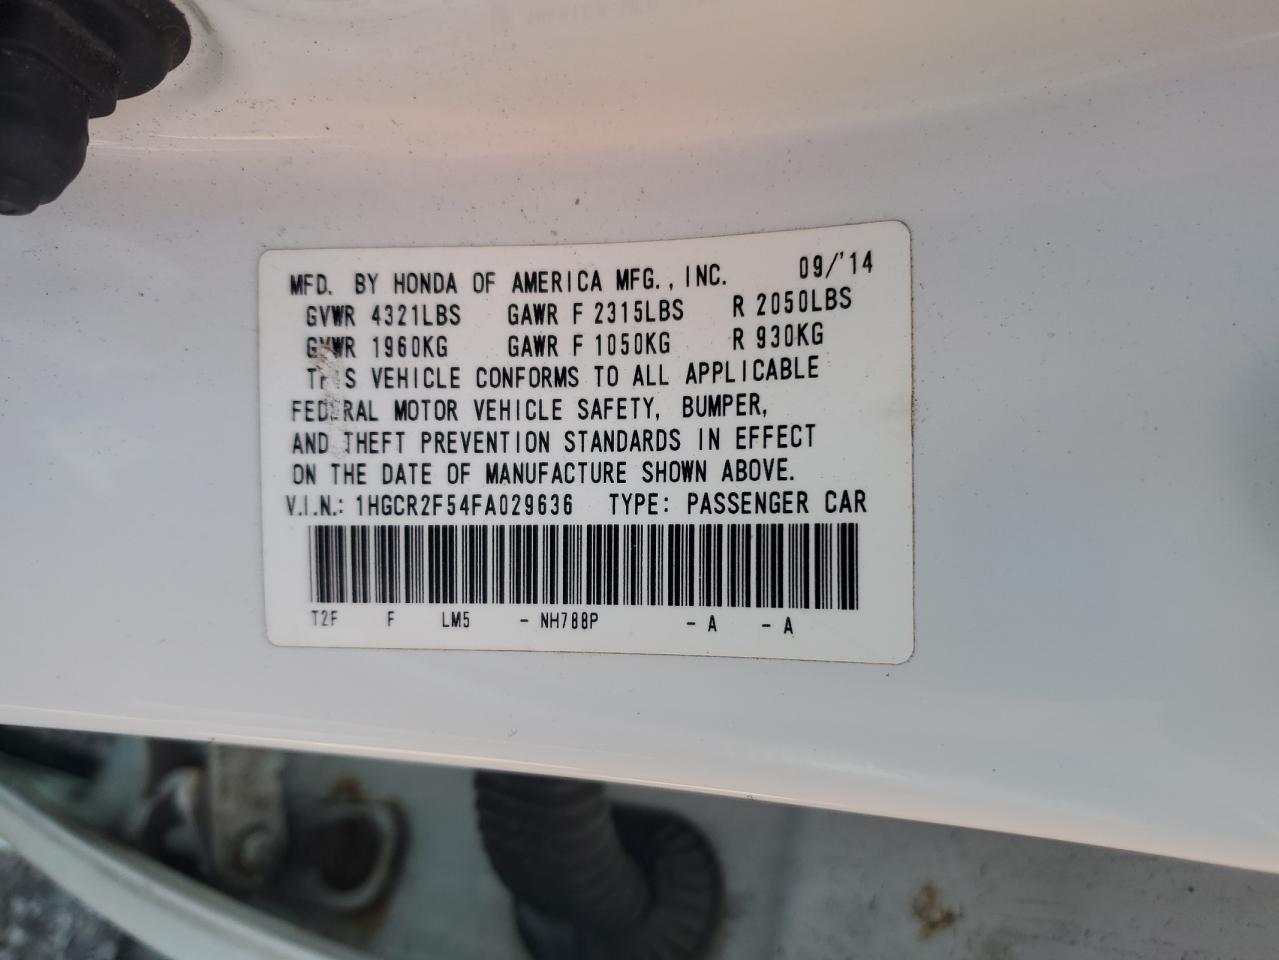 MFD. BY HONDA OF AMERICA MFG., INC. 09/'14
GVWR 4321LBS GAWR F 2315LBS R 2050LBS
GVWR 1960KG GAWR F 1050KG R 930KG
THIS VEHICLE CONFORMS TO ALL APPLICABLE
FEDERAL MOTOR VEHICLE SAFETY, BUMPER,
AND THEFT PREVENTION STANDARDS IN EFFECT
ON THE DATE OF MANUFACTURE SHOWN ABOVE.
V.I.N.: 1HGCR2F54FA029636 TYPE: PASSENGER CAR
T2F F LM5 - NH788P - A - A